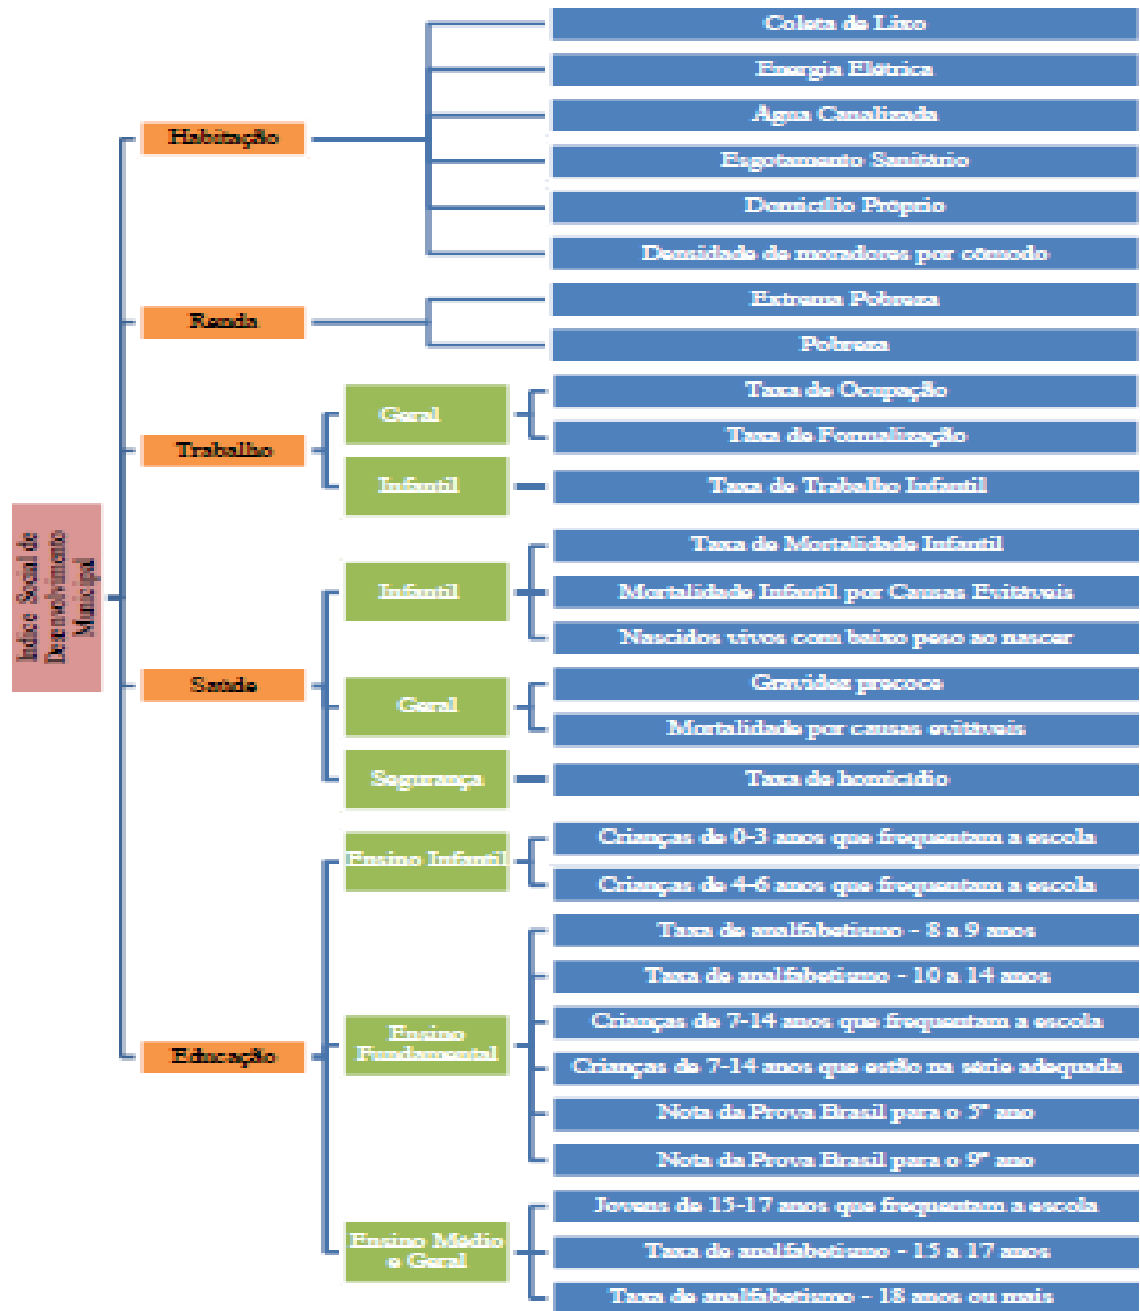 Coleta de Lixo
Energia Elétrica
Água Canalizada
Habitação
Esgotamento Sanitário
Domicílio Próprio
Densidade de moradores por cômodo
Extrema Pobreza
Renda
Pobreza
Taxa de Ocupação
Geral
Taxa de Formalização
Trabalho
Infantil
Taxa de Trabalho Infantil
Indice Social de
Desenvolvimento
Municipal
Taxa de Mortalidade Infantil
Infantil
Mortalidade Infantil por Causas Evitáveis
Nascidos vivos com baixo peso ao nascer
Saúde
Gravidez precoce
Geral
Mortalidade por causas evitáveis
Segurança
Taxa de homicídio
Crianças de 0-3 anos que frequentam a escola
Ensino Infantil
Crianças de 4-6 anos que frequentam a escola
Taxa de analfabetismo - 8 a 9 anos
Taxa de analfabetismo - 10 a 14 anos
Crianças de 7-14 anos que frequentam a escola
Educação
Ensino
Fundamental
Crianças de 7-14 anos que estão na série adequada
Nota da Prova Brasil para o 5º ano
Nota da Prova Brasil para o 9º ano
Jovens de 15-17 anos que frequentam a escola
Ensino Médio
e Geral
Taxa de analfabetismo - 15 a 17 anos
Taxa de analfabetismo - 18 anos ou mais